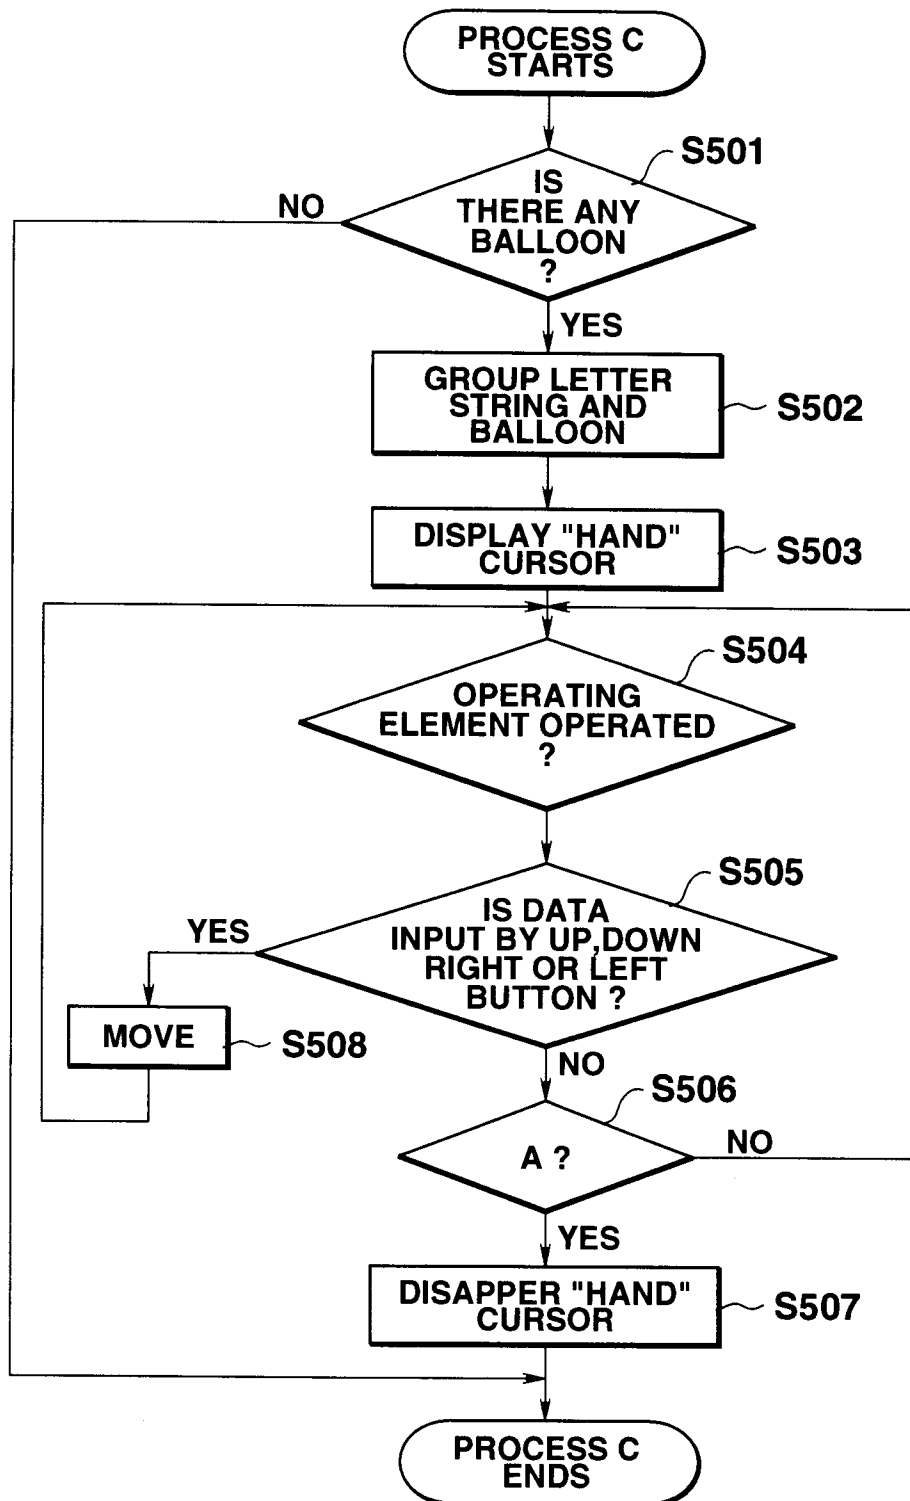 PROCESS C
STARTS
S501
IS
THERE ANY
BALLOON
?
NO
YES
GROUP LETTER
STRING AND
BALLOON
S502
DISPLAY "HAND"
CURSOR
S503
S504
OPERATING
ELEMENT OPERATED
?
S505
IS DATA
INPUT BY UP,DOWN
RIGHT OR LEFT
BUTTON ?
YES
MOVE
S508
NO
S506
A ?
NO
YES
DISAPPER "HAND"
CURSOR
S507
PROCESS C
ENDS